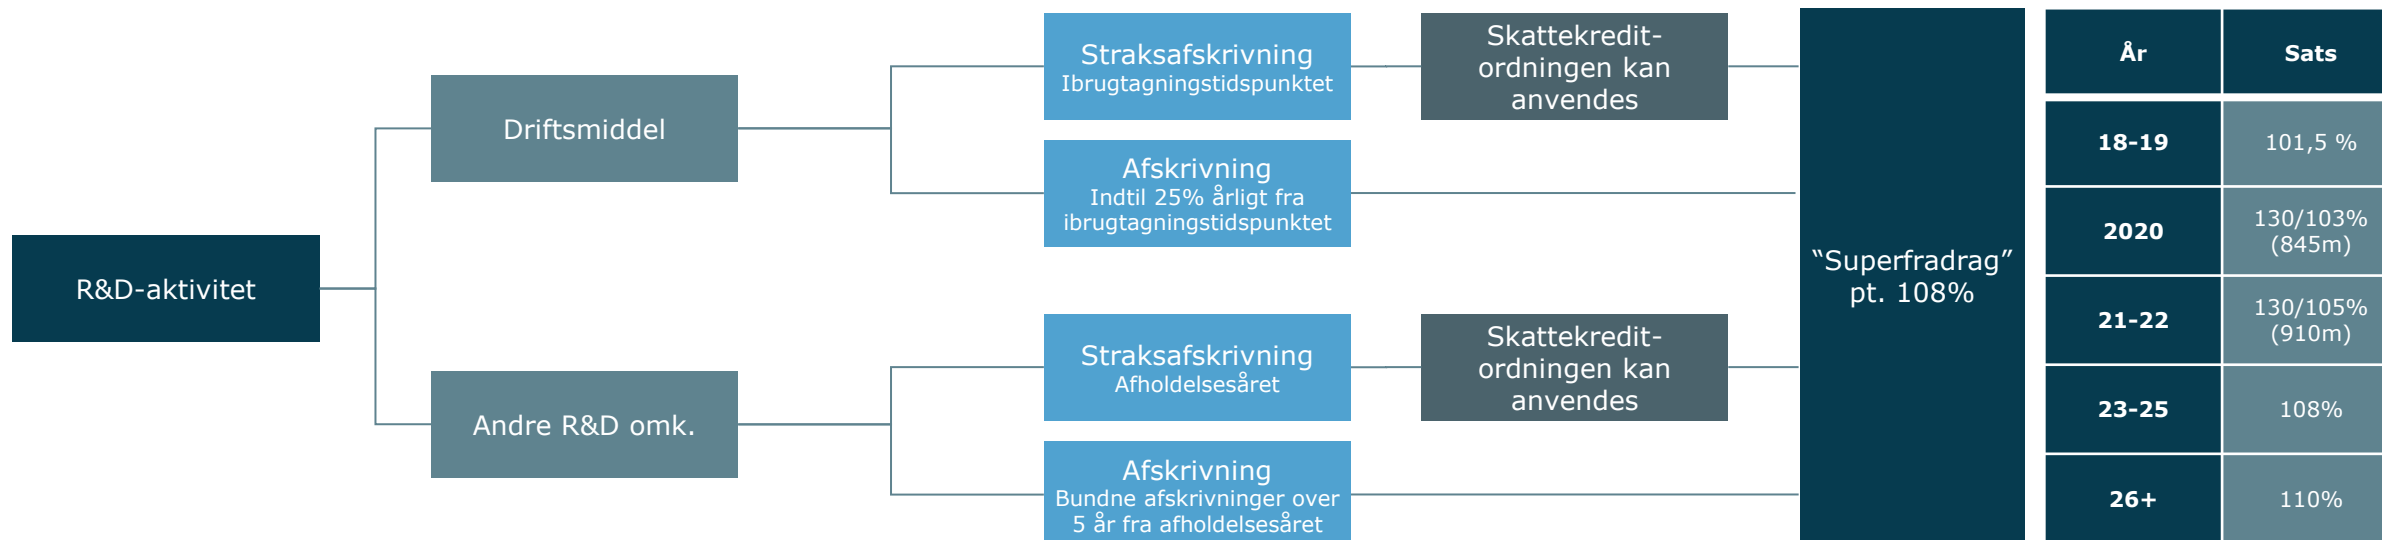 R&D-aktivitet
Driftsmiddel
Straksafskrivning
Ibrugtagningstidspunktet
Skattekredit-
ordningen kan
anvendes
Afskrivning
Indtil 25% årligt fra
ibrugtagningstidspunktet
Andre R&D omk.
Straksafskrivning
Afholdelsesåret
Skattekredit-
ordningen kan
anvendes
Afskrivning
Bundne afskrivninger over
5 år fra afholdelsesåret
“Superfradrag”
pt. 108%
År Sats
18-19 101,5 %
2020 130/103%
(845m)
21-22 130/105%
(910m)
23-25 108%
26+ 110%